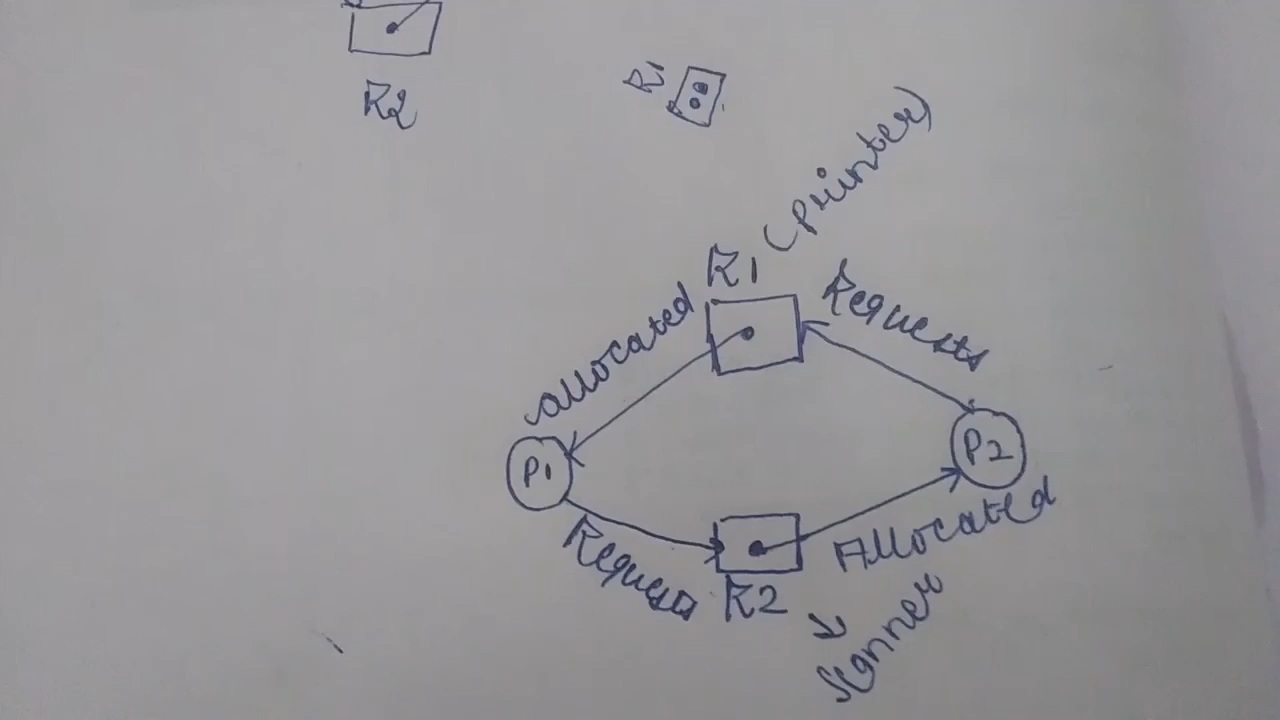 R2
R1
R1 (printer)
allocated
Requests
P1
P2
Requests
R2
Allocated
Scanner